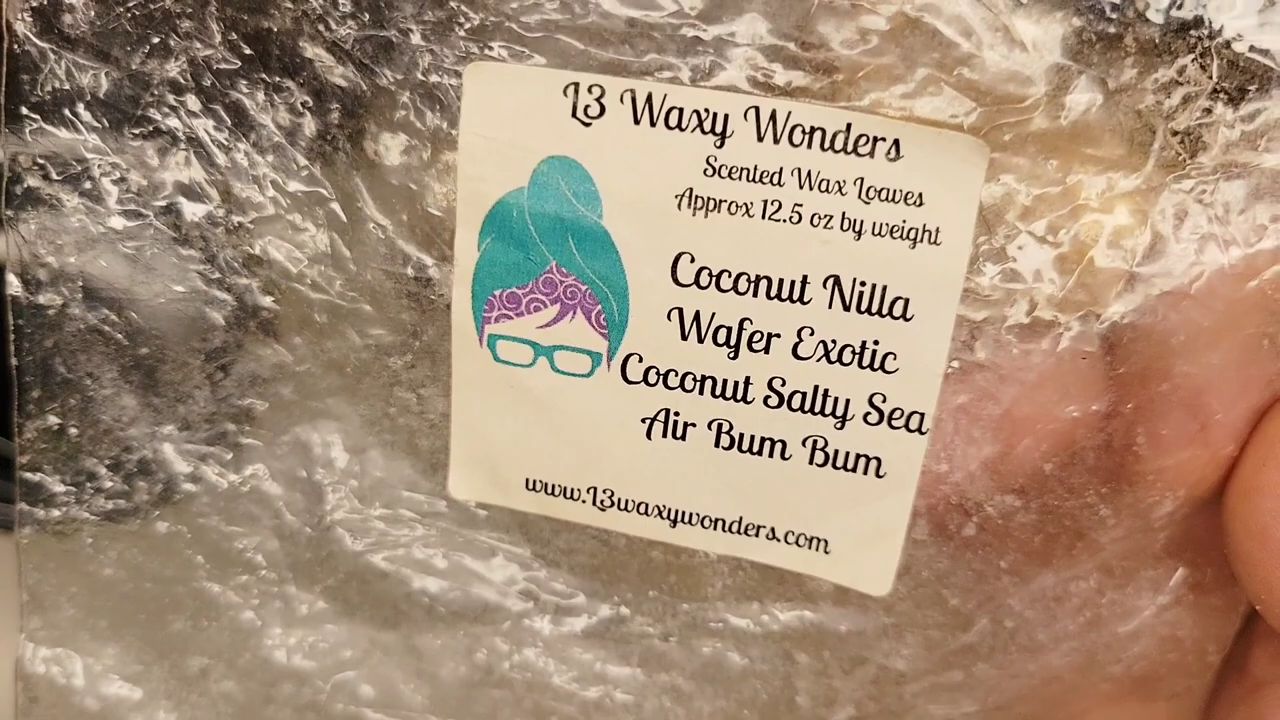 L3 Waxy Wonders
Scented Wax Loaves
Approx 12.5 oz by weight
Coconut Nilla
Wafer Exotic
Coconut Salty Sea
Air Bum Bum
www.L3waxywonders.com